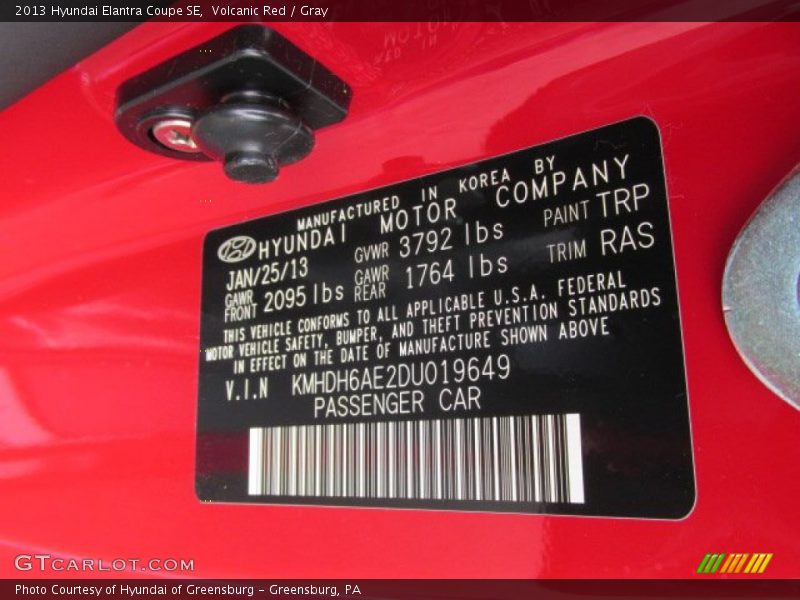 2013 Hyundai Elantra Coupe SE, Volcanic Red / Gray
MANUFACTURED IN KOREA BY
HYUNDAI MOTOR COMPANY
JAN/25/13 GVWR 3792 lbs PAINT TRP
GAWR FRONT 2095 lbs GAWR REAR 1764 lbs TRIM RAS
THIS VEHICLE CONFORMS TO ALL APPLICABLE U.S.A. FEDERAL
MOTOR VEHICLE SAFETY, BUMPER, AND THEFT PREVENTION STANDARDS
IN EFFECT ON THE DATE OF MANUFACTURE SHOWN ABOVE
V.I.N KMHDH6AE2DU019649
PASSENGER CAR
GTCARLOT.COM
Photo Courtesy of Hyundai of Greensburg - Greensburg, PA